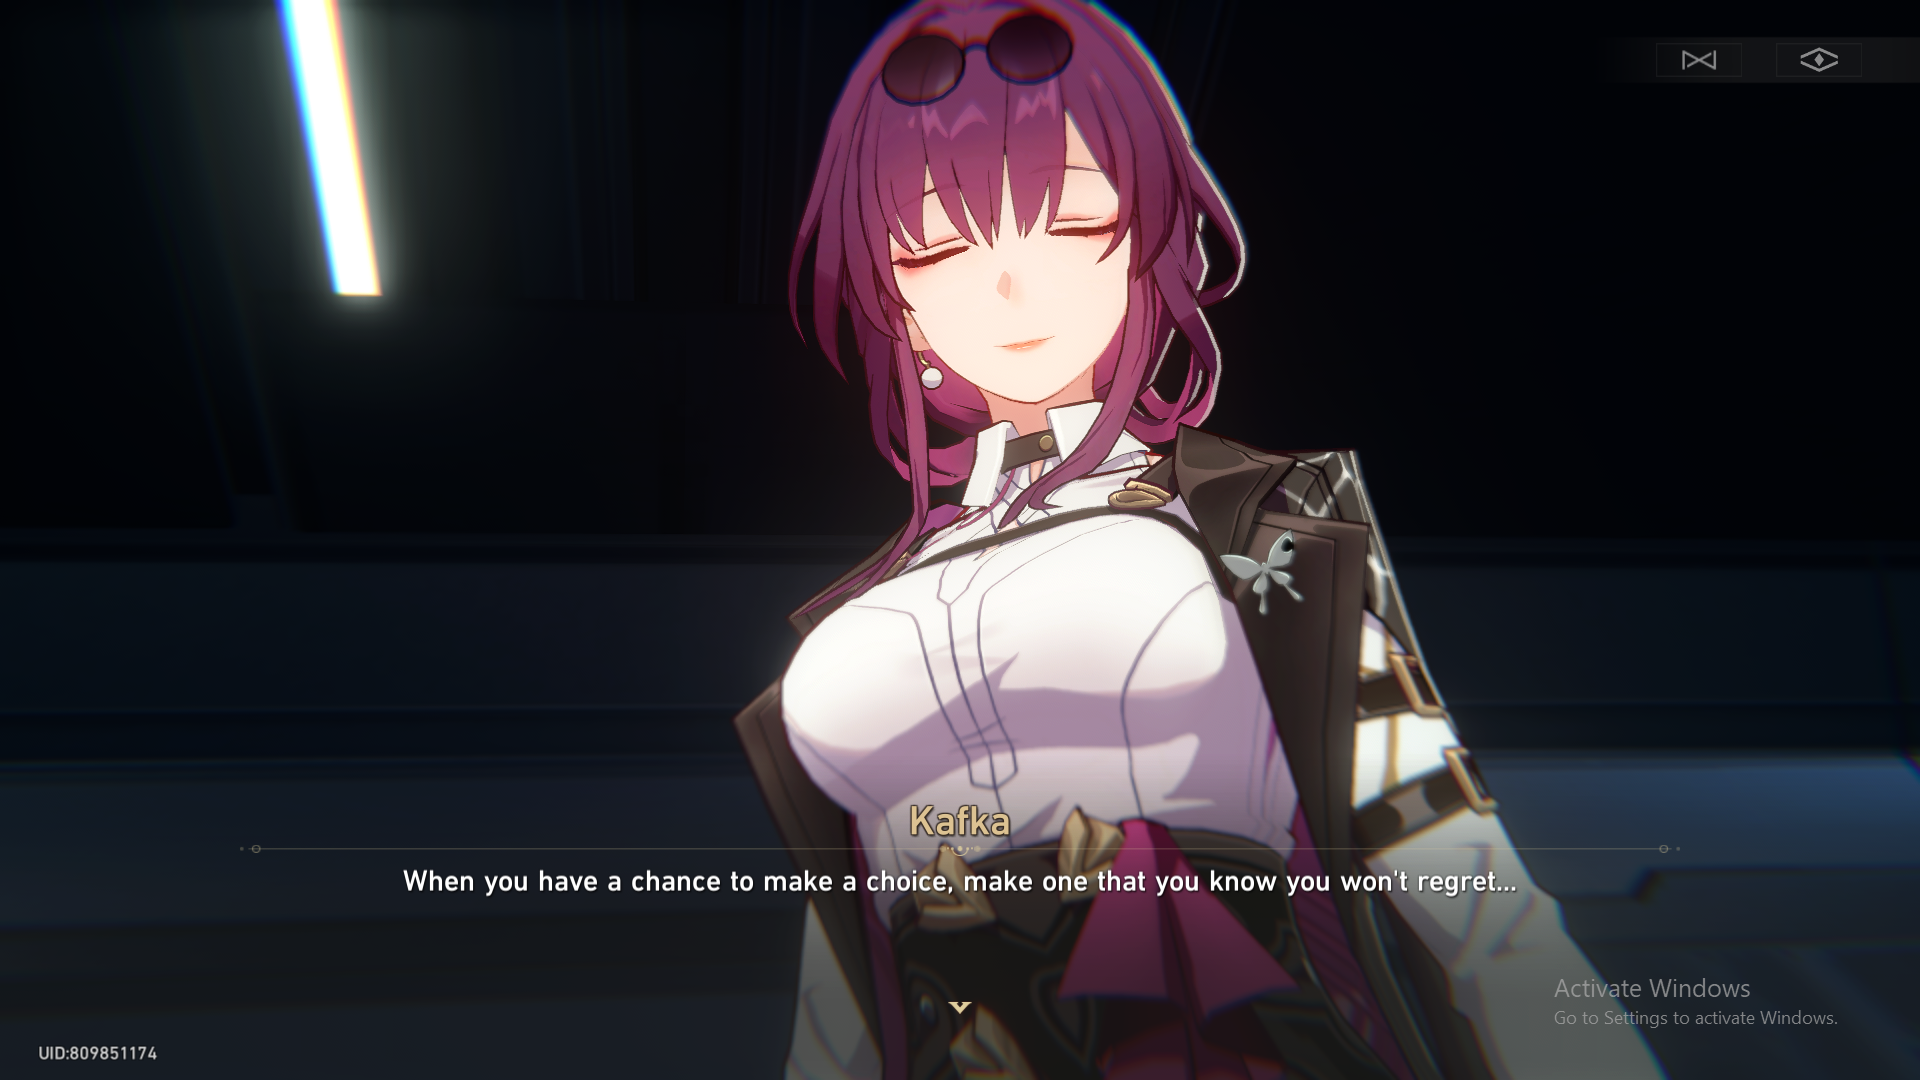 Kafka
When you have a chance to make a choice, make one that you know you won't regret...
Activate Windows
Go to Settings to activate Windows.
UID:809851174